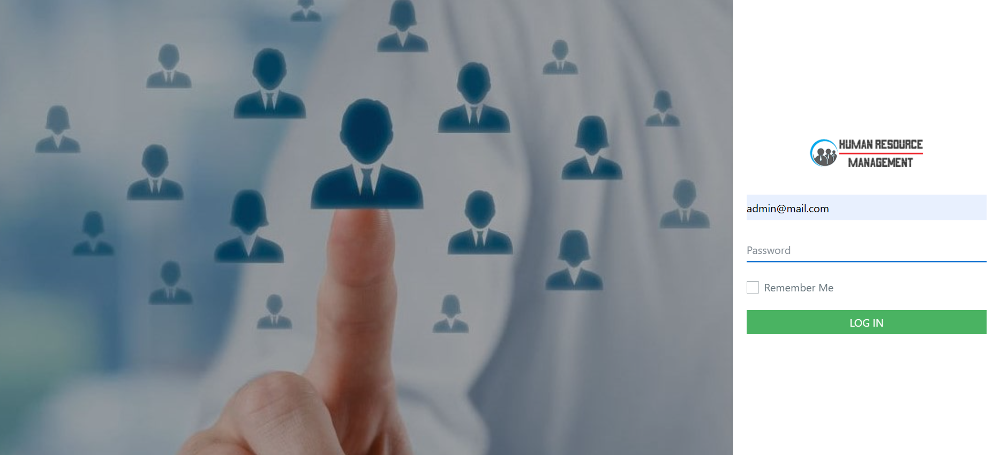 HUMAN RESOURCE
MANAGEMENT
admin@mail.com
Password
Remember Me
LOG IN